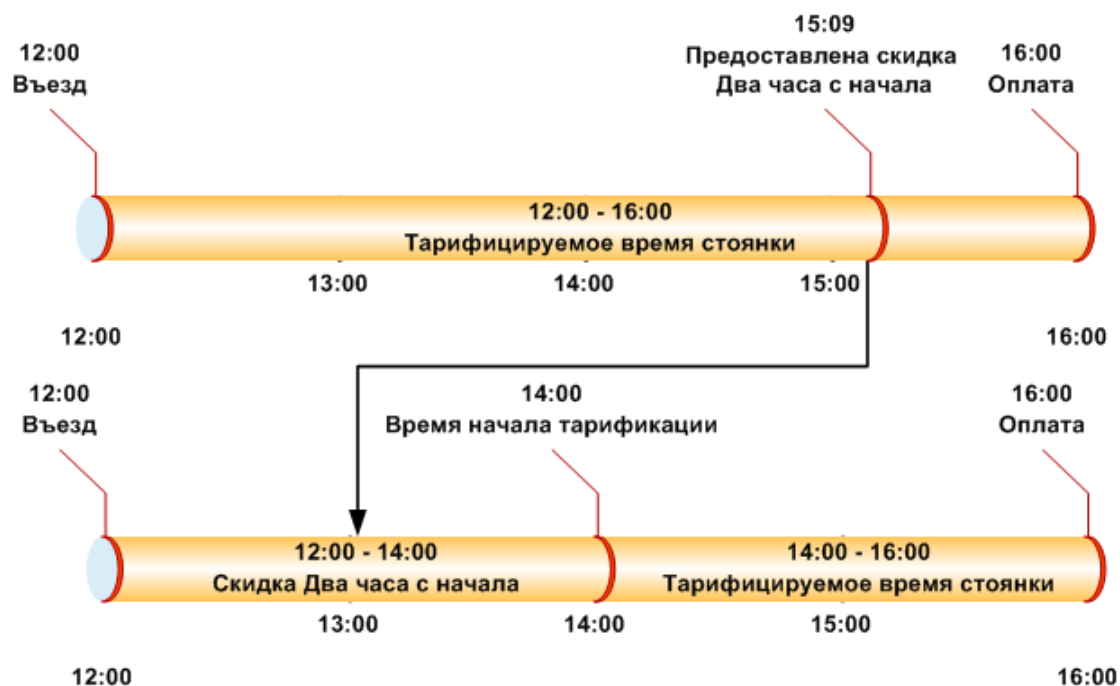 12:00
Въезд
15:09
Предоставлена скидка
Два часа с начала
16:00
Оплата
12:00 - 16:00
Тарифицируемое время стоянки
13:00
14:00
15:00
12:00
16:00
12:00
Въезд
14:00
Время начала тарификации
16:00
Оплата
12:00 - 14:00
Скидка Два часа с начала
14:00 - 16:00
Тарифицируемое время стоянки
13:00
14:00
15:00
12:00
16:00